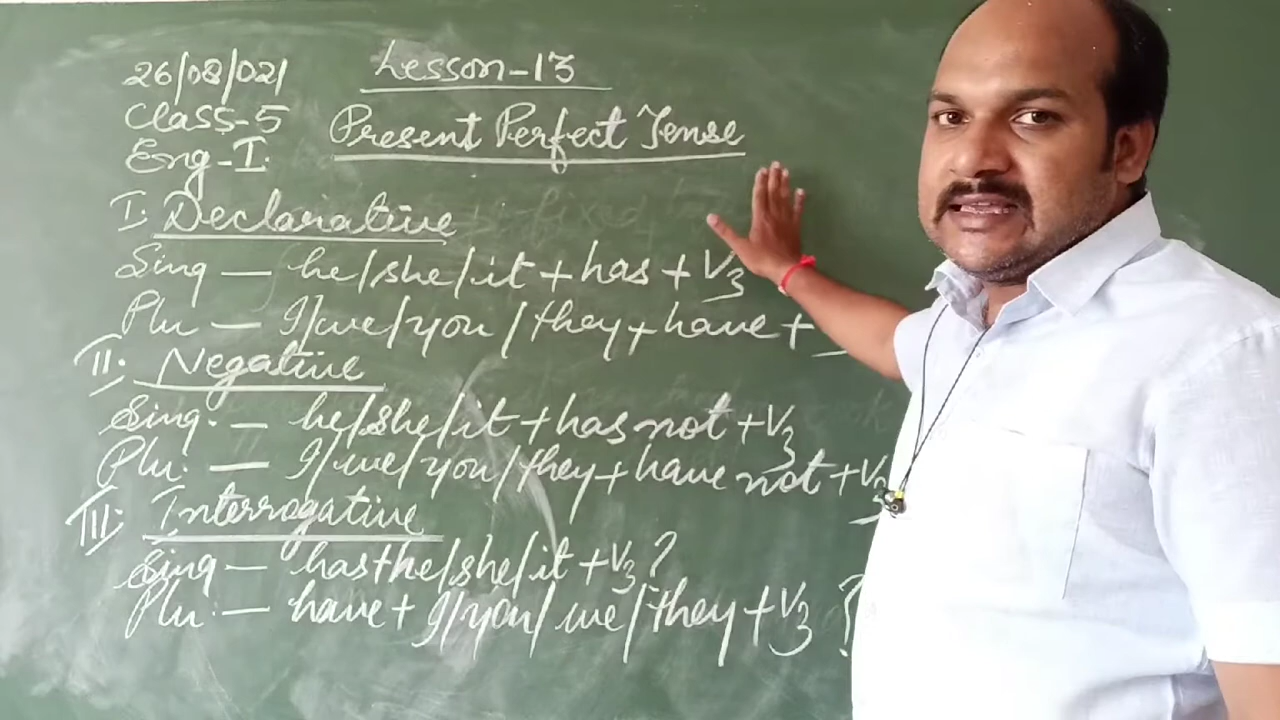 26/08/021
Lesson-13
Class-5
Eng-I.
Present Perfect Tense
I. Declarative
Sing — he/she/it + has + V3
Plu — I/we/you/they + have +
II. Negative
Sing. — he/she/it + has not + V3
Plu. — I/we/you/they + have not + V3
III. Interrogative
Sing — has+he/she/it + V3 ?
Plu. — have + I/you/we/they + V3 ?